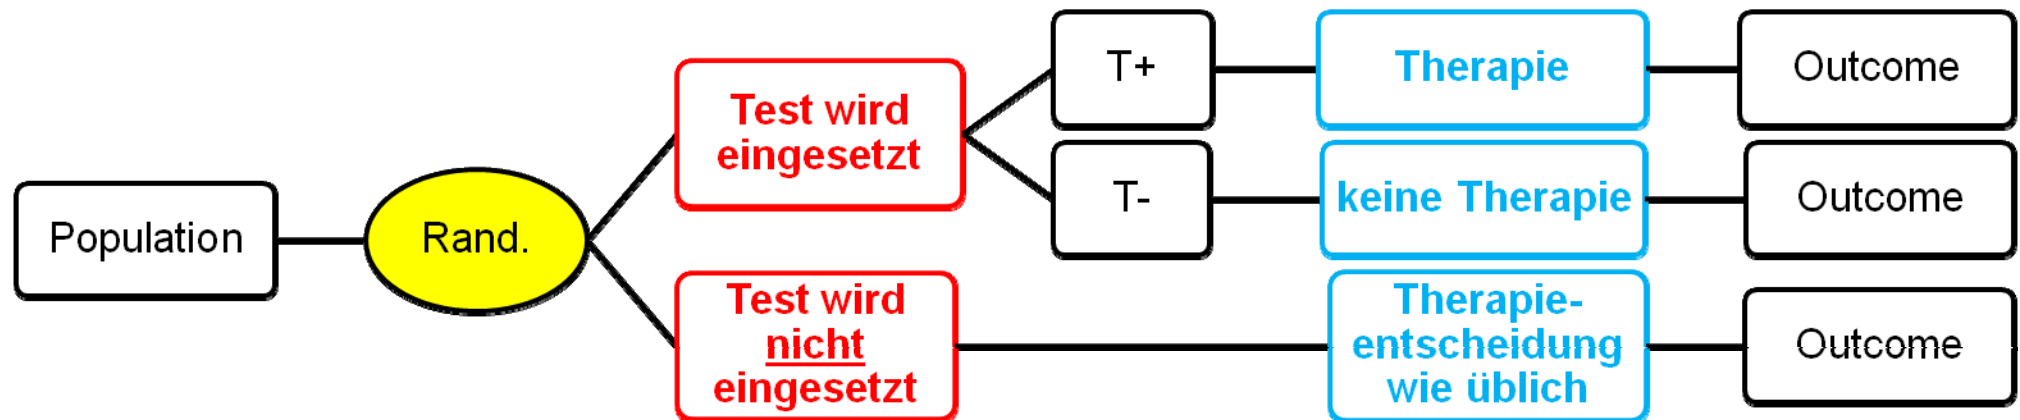 Population
Rand.
Test wird
eingesetzt
T+
Therapie
Outcome
T-
keine Therapie
Outcome
Test wird
nicht
eingesetzt
Therapie-
entscheidung
wie üblich
Outcome